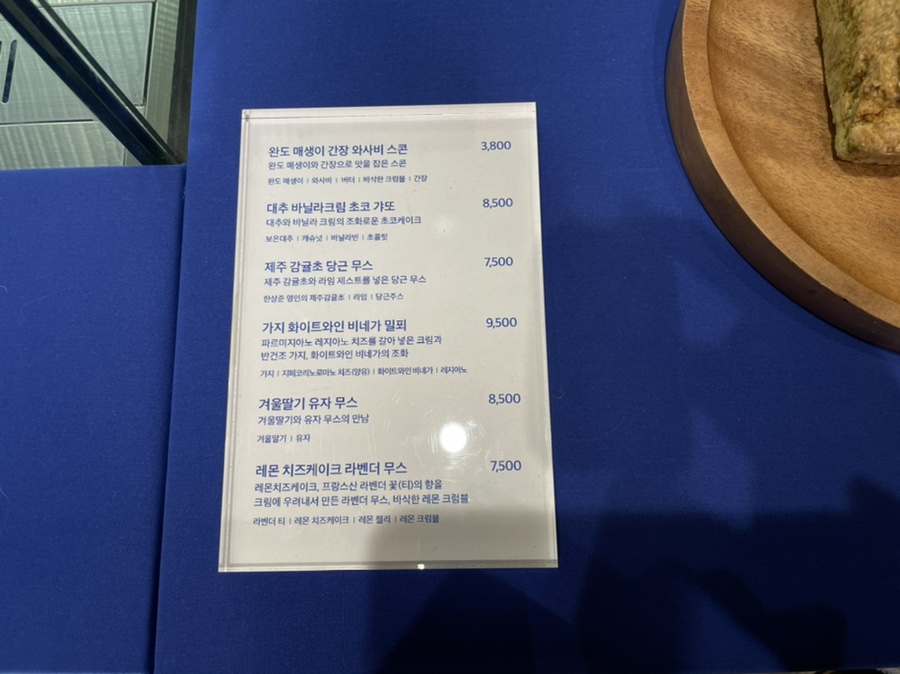 완도 매생이 간장 와사비 스콘 3,800
완도 매생이와 간장으로 맛을 잡은 스콘
완도 매생이 | 와사비 | 버터 | 바삭한 크럼블 | 간장
대추 바닐라크림 초코 갸또 8,500
대추와 바닐라 크림의 조화로운 초코케이크
보은대추 | 캐슈넛 | 바닐라빈 | 초콜릿
제주 감귤초 당근 무스 7,500
제주 감귤초와 라임 제스트를 넣은 당근 무스
한상준 명인의 제주감귤초 | 라임 | 당근주스
가지 화이트와인 비네가 밀푀 9,500
파르미지아노 레지아노 치즈를 갈아 넣은 크림과
반건조 가지, 화이트와인 비네가의 조화
가지 | 지페코리노로마노 치즈(양유) | 화이트와인 비네가 | 레지아노
겨울딸기 유자 무스 8,500
겨울딸기와 유자 무스의 만남
겨울딸기 | 유자
레몬 치즈케이크 라벤더 무스 7,500
레몬치즈케이크, 프랑스산 라벤더 꽃(티)의 향을
크림에 우려내서 만든 라벤더 무스, 바삭한 레몬 크럼블
라벤더 티 | 레몬 치즈케이크 | 레몬 젤리 | 레몬 크럼블